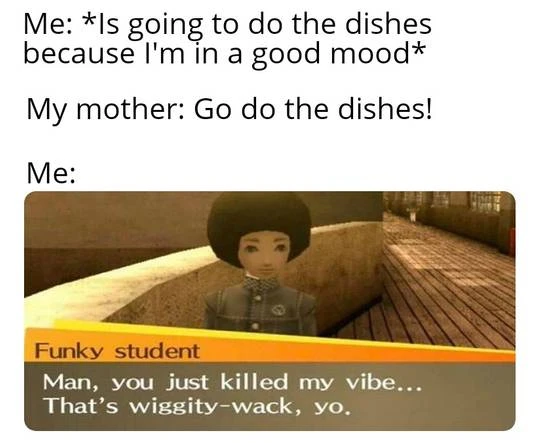 Me: *Is going to do the dishes
because I'm in a good mood*
My mother: Go do the dishes!
Me:
Funky student
Man, you just killed my vibe...
That's wiggity-wack, yo.